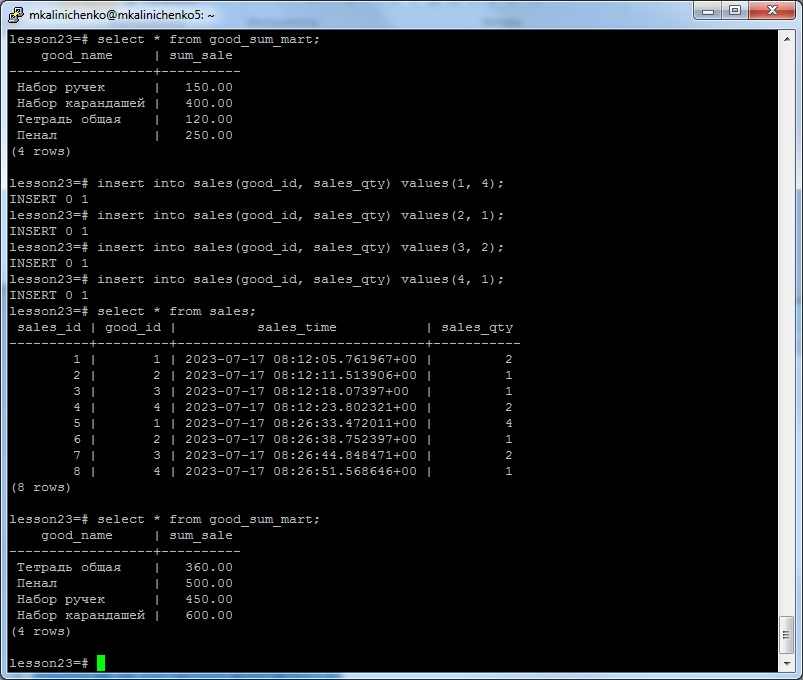 mkalinichenko@mkalinichenko5: ~
lesson23=# select * from good_sum_mart;
    good_name     | sum_sale
------------------+----------
 Набор ручек      |   150.00
 Набор карандашей |   400.00
 Тетрадь общая    |   120.00
 Пенал            |   250.00
(4 rows)
lesson23=# insert into sales(good_id, sales_qty) values(1, 4);
INSERT 0 1
lesson23=# insert into sales(good_id, sales_qty) values(2, 1);
INSERT 0 1
lesson23=# insert into sales(good_id, sales_qty) values(3, 2);
INSERT 0 1
lesson23=# insert into sales(good_id, sales_qty) values(4, 1);
INSERT 0 1
lesson23=# select * from sales;
 sales_id | good_id |          sales_time           | sales_qty
----------+---------+-------------------------------+-----------
        1 |       1 | 2023-07-17 08:12:05.761967+00 |         2
        2 |       2 | 2023-07-17 08:12:11.513906+00 |         1
        3 |       3 | 2023-07-17 08:12:18.07397+00  |         1
        4 |       4 | 2023-07-17 08:12:23.802321+00 |         2
        5 |       1 | 2023-07-17 08:26:33.472011+00 |         4
        6 |       2 | 2023-07-17 08:26:38.752397+00 |         1
        7 |       3 | 2023-07-17 08:26:44.848471+00 |         2
        8 |       4 | 2023-07-17 08:26:51.568646+00 |         1
(8 rows)
lesson23=# select * from good_sum_mart;
    good_name     | sum_sale
------------------+----------
 Тетрадь общая    |   360.00
 Пенал            |   500.00
 Набор ручек      |   450.00
 Набор карандашей |   600.00
(4 rows)
lesson23=#